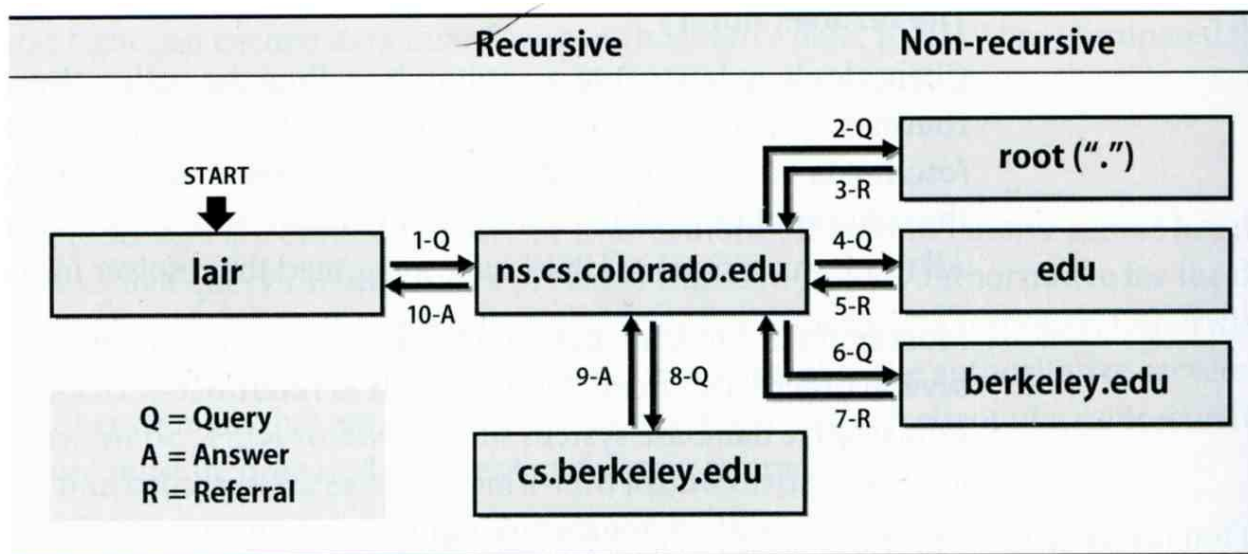 Recursive
Non-recursive
START
lair
1-Q
10-A
ns.cs.colorado.edu
2-Q
3-R
root (“.”)
4-Q
5-R
edu
6-Q
7-R
berkeley.edu
9-A
8-Q
cs.berkeley.edu
Q = Query
A = Answer
R = Referral